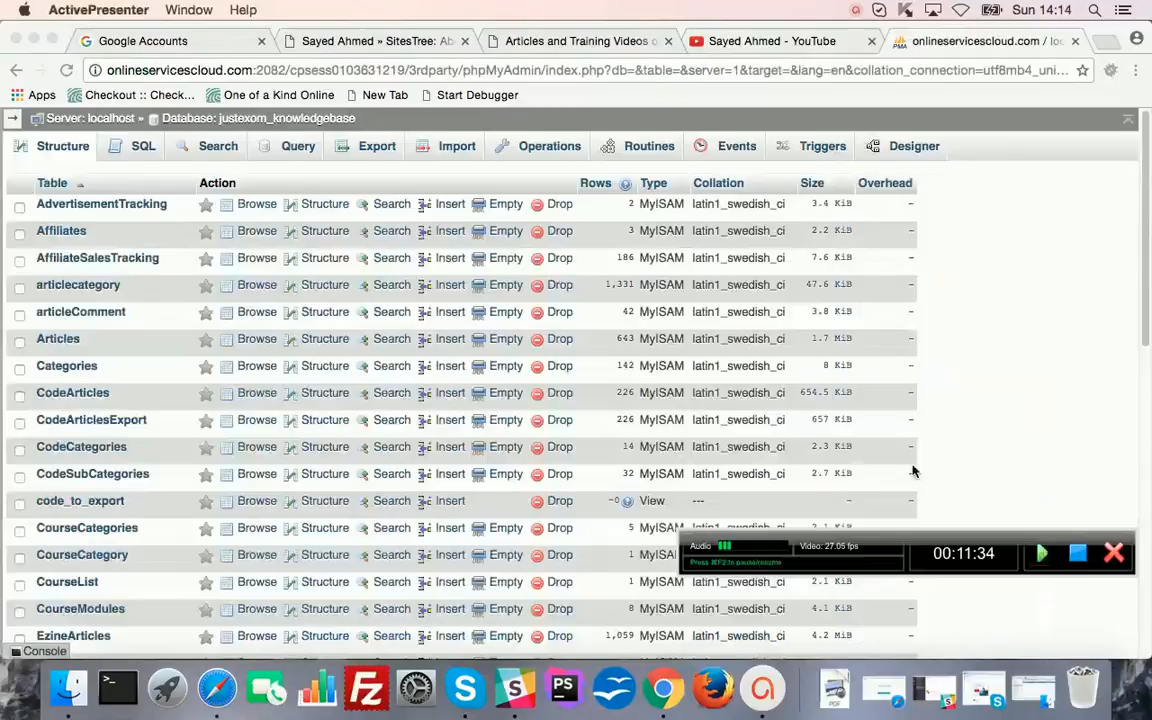 ActivePresenter Window Help Sun 14:14
Google Accounts Sayed Ahmed » SitesTree: Ab Articles and Training Videos o Sayed Ahmed - YouTube onlineservicescloud.com / loc
onlineservicescloud.com:2082/cpsess0103631219/3rdparty/phpMyAdmin/index.php?db=&table=&server=1&target=&lang=en&collation_connection=utf8mb4_uni...
Apps Checkout :: Check... One of a Kind Online New Tab Start Debugger
Server: localhost » Database: justexom_knowledgebase
Structure SQL Search Query Export Import Operations Routines Events Triggers Designer
Table Action Rows Type Collation Size Overhead
AdvertisementTracking Browse Structure Search Insert Empty Drop 2 MyISAM latin1_swedish_ci 3.4 KiB -
Affiliates Browse Structure Search Insert Empty Drop 3 MyISAM latin1_swedish_ci 2.2 KiB -
AffiliateSalesTracking Browse Structure Search Insert Empty Drop 186 MyISAM latin1_swedish_ci 7.6 KiB -
articlecategory Browse Structure Search Insert Empty Drop 1,331 MyISAM latin1_swedish_ci 47.6 KiB -
articleComment Browse Structure Search Insert Empty Drop 42 MyISAM latin1_swedish_ci 3.8 KiB -
Articles Browse Structure Search Insert Empty Drop 643 MyISAM latin1_swedish_ci 1.7 MiB -
Categories Browse Structure Search Insert Empty Drop 142 MyISAM latin1_swedish_ci 8 KiB -
CodeArticles Browse Structure Search Insert Empty Drop 226 MyISAM latin1_swedish_ci 654.5 KiB -
CodeArticlesExport Browse Structure Search Insert Empty Drop 226 MyISAM latin1_swedish_ci 657 KiB -
CodeCategories Browse Structure Search Insert Empty Drop 14 MyISAM latin1_swedish_ci 2.3 KiB -
CodeSubCategories Browse Structure Search Insert Empty Drop 32 MyISAM latin1_swedish_ci 2.7 KiB -
code_to_export Browse Structure Search Insert Drop ~0 View --- - -
CourseCategories Browse Structure Search Insert Empty Drop 5 MyISAM latin1_swedish_ci 2.1 KiB -
CourseCategory Browse Structure Search Insert Empty Drop 1
CourseList Browse Structure Search Insert Empty Drop 1 MyISAM latin1_swedish_ci 2.1 KiB -
CourseModules Browse Structure Search Insert Empty Drop 8 MyISAM latin1_swedish_ci 4.1 KiB -
EzineArticles Browse Structure Search Insert Empty Drop 1,059 MyISAM latin1_swedish_ci 4.2 MiB -
Audio Video: 27.05 fps 00:11:34
Press ⌘F2 to pause/resume
Console